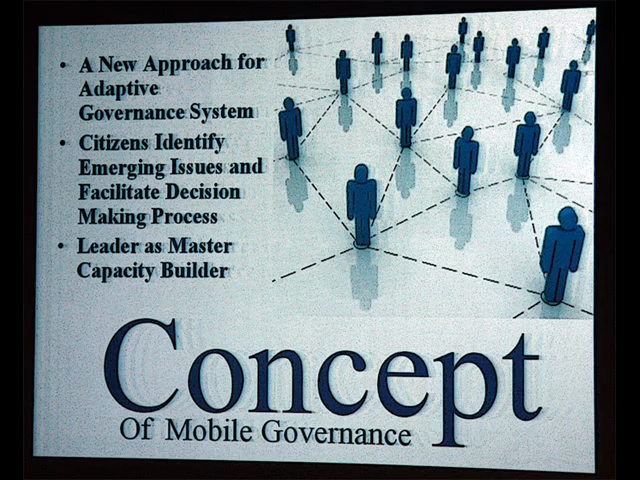 • A New Approach for
Adaptive
Governance System
• Citizens Identify
Emerging Issues and
Facilitate Decision
Making Process
• Leader as Master
Capacity Builder
Concept
Of Mobile Governance